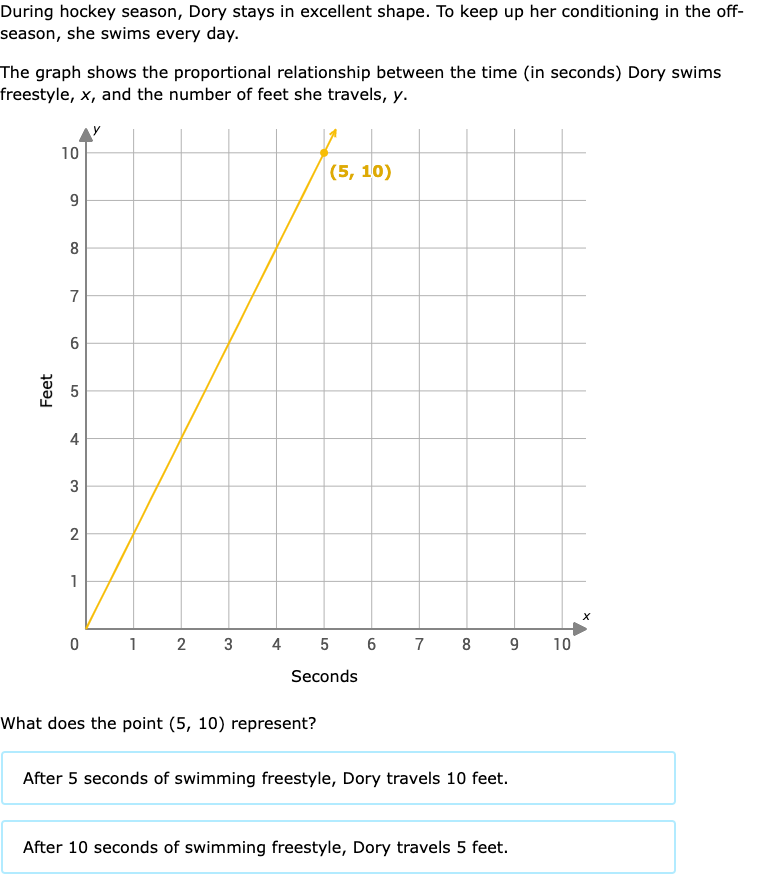 During hockey season, Dory stays in excellent shape. To keep up her conditioning in the off-
season, she swims every day.
The graph shows the proportional relationship between the time (in seconds) Dory swims
freestyle, x, and the number of feet she travels, y.
y
10
(5, 10)
9
8
7
6
Feet
5
4
3
2
1
x
0 1 2 3 4 5 6 7 8 9 10
Seconds
What does the point (5, 10) represent?
After 5 seconds of swimming freestyle, Dory travels 10 feet.
After 10 seconds of swimming freestyle, Dory travels 5 feet.